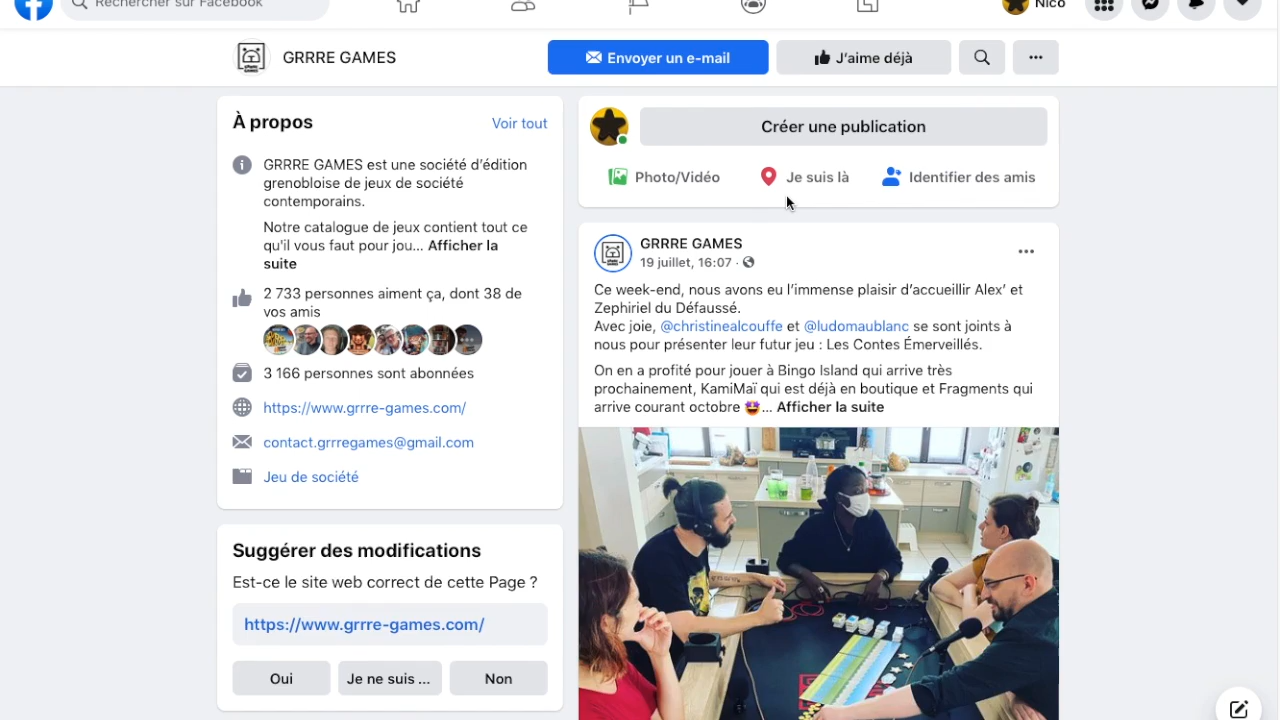 Rechercher sur Facebook
Nico
GRRRE GAMES
Envoyer un e-mail
J'aime déjà
À propos
Voir tout
GRRRE GAMES est une société d'édition
grenobloise de jeux de société
contemporains.
Notre catalogue de jeux contient tout ce
qu'il vous faut pour jou... Afficher la
suite
2 733 personnes aiment ça, dont 38 de
vos amis
3 166 personnes sont abonnées
https://www.grrre-games.com/
contact.grrregames@gmail.com
Jeu de société
Suggérer des modifications
Est-ce le site web correct de cette Page ?
https://www.grrre-games.com/
Oui
Je ne suis ...
Non
Créer une publication
Photo/Vidéo
Je suis là
Identifier des amis
GRRRE GAMES
19 juillet, 16:07 ·
Ce week-end, nous avons eu l'immense plaisir d'accueillir Alex' et
Zephiriel du Défaussé.
Avec joie, @christinealcouffe et @ludomaublanc se sont joints à
nous pour présenter leur futur jeu : Les Contes Émerveillés.
On en a profité pour jouer à Bingo Island qui arrive très
prochainement, KamiMaï qui est déjà en boutique et Fragments qui
arrive courant octobre 🤩... Afficher la suite